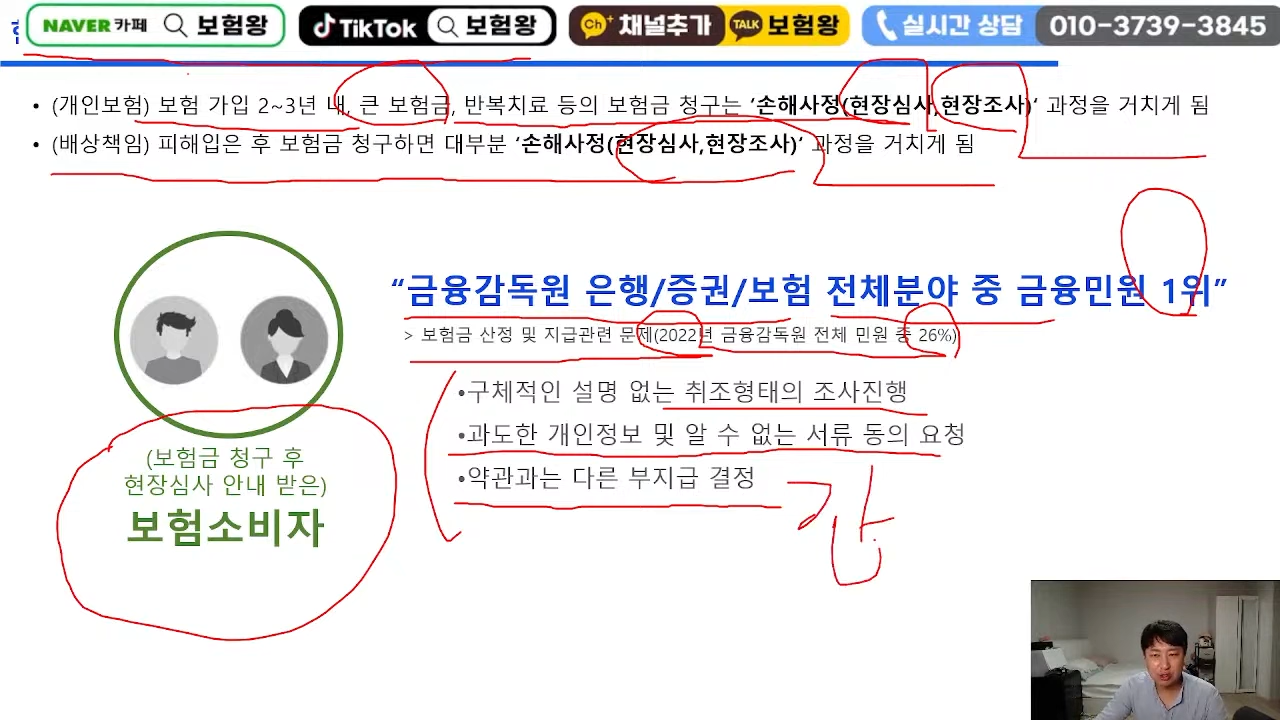 NAVER 카페 보험왕 TikTok 보험왕 Ch+ 채널추가 TALK 보험왕 실시간 상담 010-3739-3845
• (개인보험) 보험 가입 2~3년 내, 큰 보험금, 반복치료 등의 보험금 청구는 ‘손해사정(현장심사,현장조사)‘ 과정을 거치게 됨
• (배상책임) 피해입은 후 보험금 청구하면 대부분 ‘손해사정(현장심사,현장조사)‘ 과정을 거치게 됨
“금융감독원 은행/증권/보험 전체분야 중 금융민원 1위”
> 보험금 산정 및 지급관련 문제(2022년 금융감독원 전체 민원 중 26%)
•구체적인 설명 없는 취조형태의 조사진행
•과도한 개인정보 및 알 수 없는 서류 동의 요청
•약관과는 다른 부지급 결정
(보험금 청구 후
현장심사 안내 받은)
보험소비자